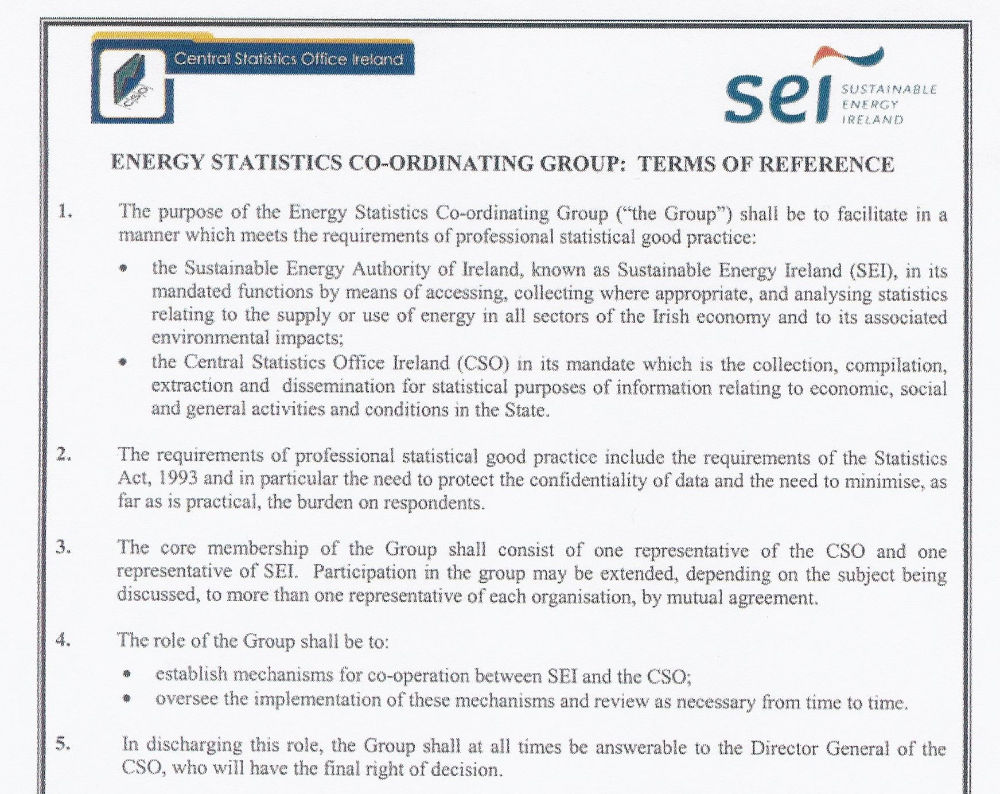 Central Statistics Office Ireland
CSO
sei SUSTAINABLE
ENERGY
IRELAND
ENERGY STATISTICS CO-ORDINATING GROUP: TERMS OF REFERENCE
1. The purpose of the Energy Statistics Co-ordinating Group (“the Group”) shall be to facilitate in a
manner which meets the requirements of professional statistical good practice:
• the Sustainable Energy Authority of Ireland, known as Sustainable Energy Ireland (SEI), in its
mandated functions by means of accessing, collecting where appropriate, and analysing statistics
relating to the supply or use of energy in all sectors of the Irish economy and to its associated
environmental impacts;
• the Central Statistics Office Ireland (CSO) in its mandate which is the collection, compilation,
extraction and dissemination for statistical purposes of information relating to economic, social
and general activities and conditions in the State.
2. The requirements of professional statistical good practice include the requirements of the Statistics
Act, 1993 and in particular the need to protect the confidentiality of data and the need to minimise, as
far as is practical, the burden on respondents.
3. The core membership of the Group shall consist of one representative of the CSO and one
representative of SEI. Participation in the group may be extended, depending on the subject being
discussed, to more than one representative of each organisation, by mutual agreement.
4. The role of the Group shall be to:
• establish mechanisms for co-operation between SEI and the CSO;
• oversee the implementation of these mechanisms and review as necessary from time to time.
5. In discharging this role, the Group shall at all times be answerable to the Director General of the
CSO, who will have the final right of decision.